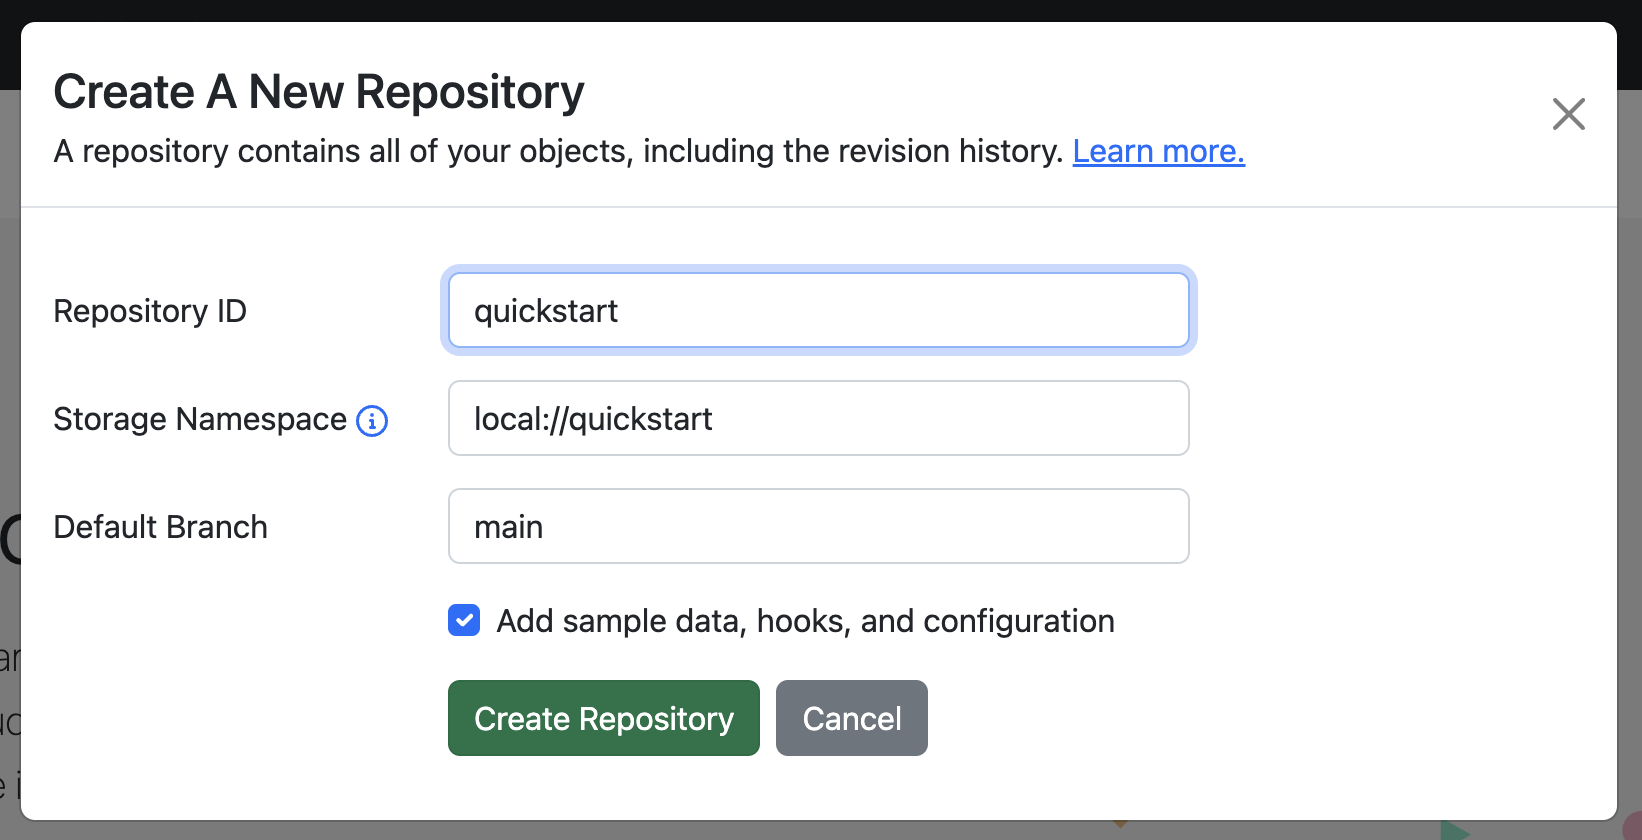 Create A New Repository
A repository contains all of your objects, including the revision history. Learn more.
Repository ID
quickstart
Storage Namespace
local://quickstart
Default Branch
main
Add sample data, hooks, and configuration
Create Repository
Cancel